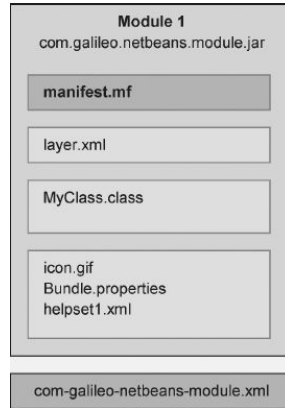 Module 1
com.galileo.netbeans.module.jar
manifest.mf
layer.xml
MyClass.class
icon.gif
Bundle.properties
helpset1.xml
com-galileo-netbeans-module.xml